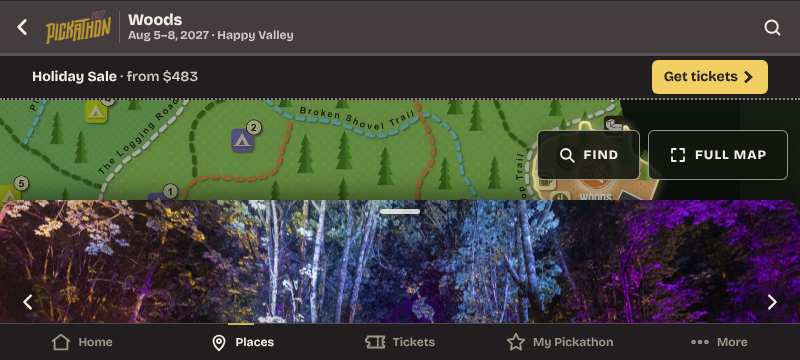 PICKATHON
Woods
Aug 5–8, 2027 · Happy Valley
Holiday Sale · from $483
Get tickets
The Logging Road
Broken Shovel Trail
2
5
1
Trail
WOODS
FIND
FULL MAP
Home
Places
Tickets
My Pickathon
More